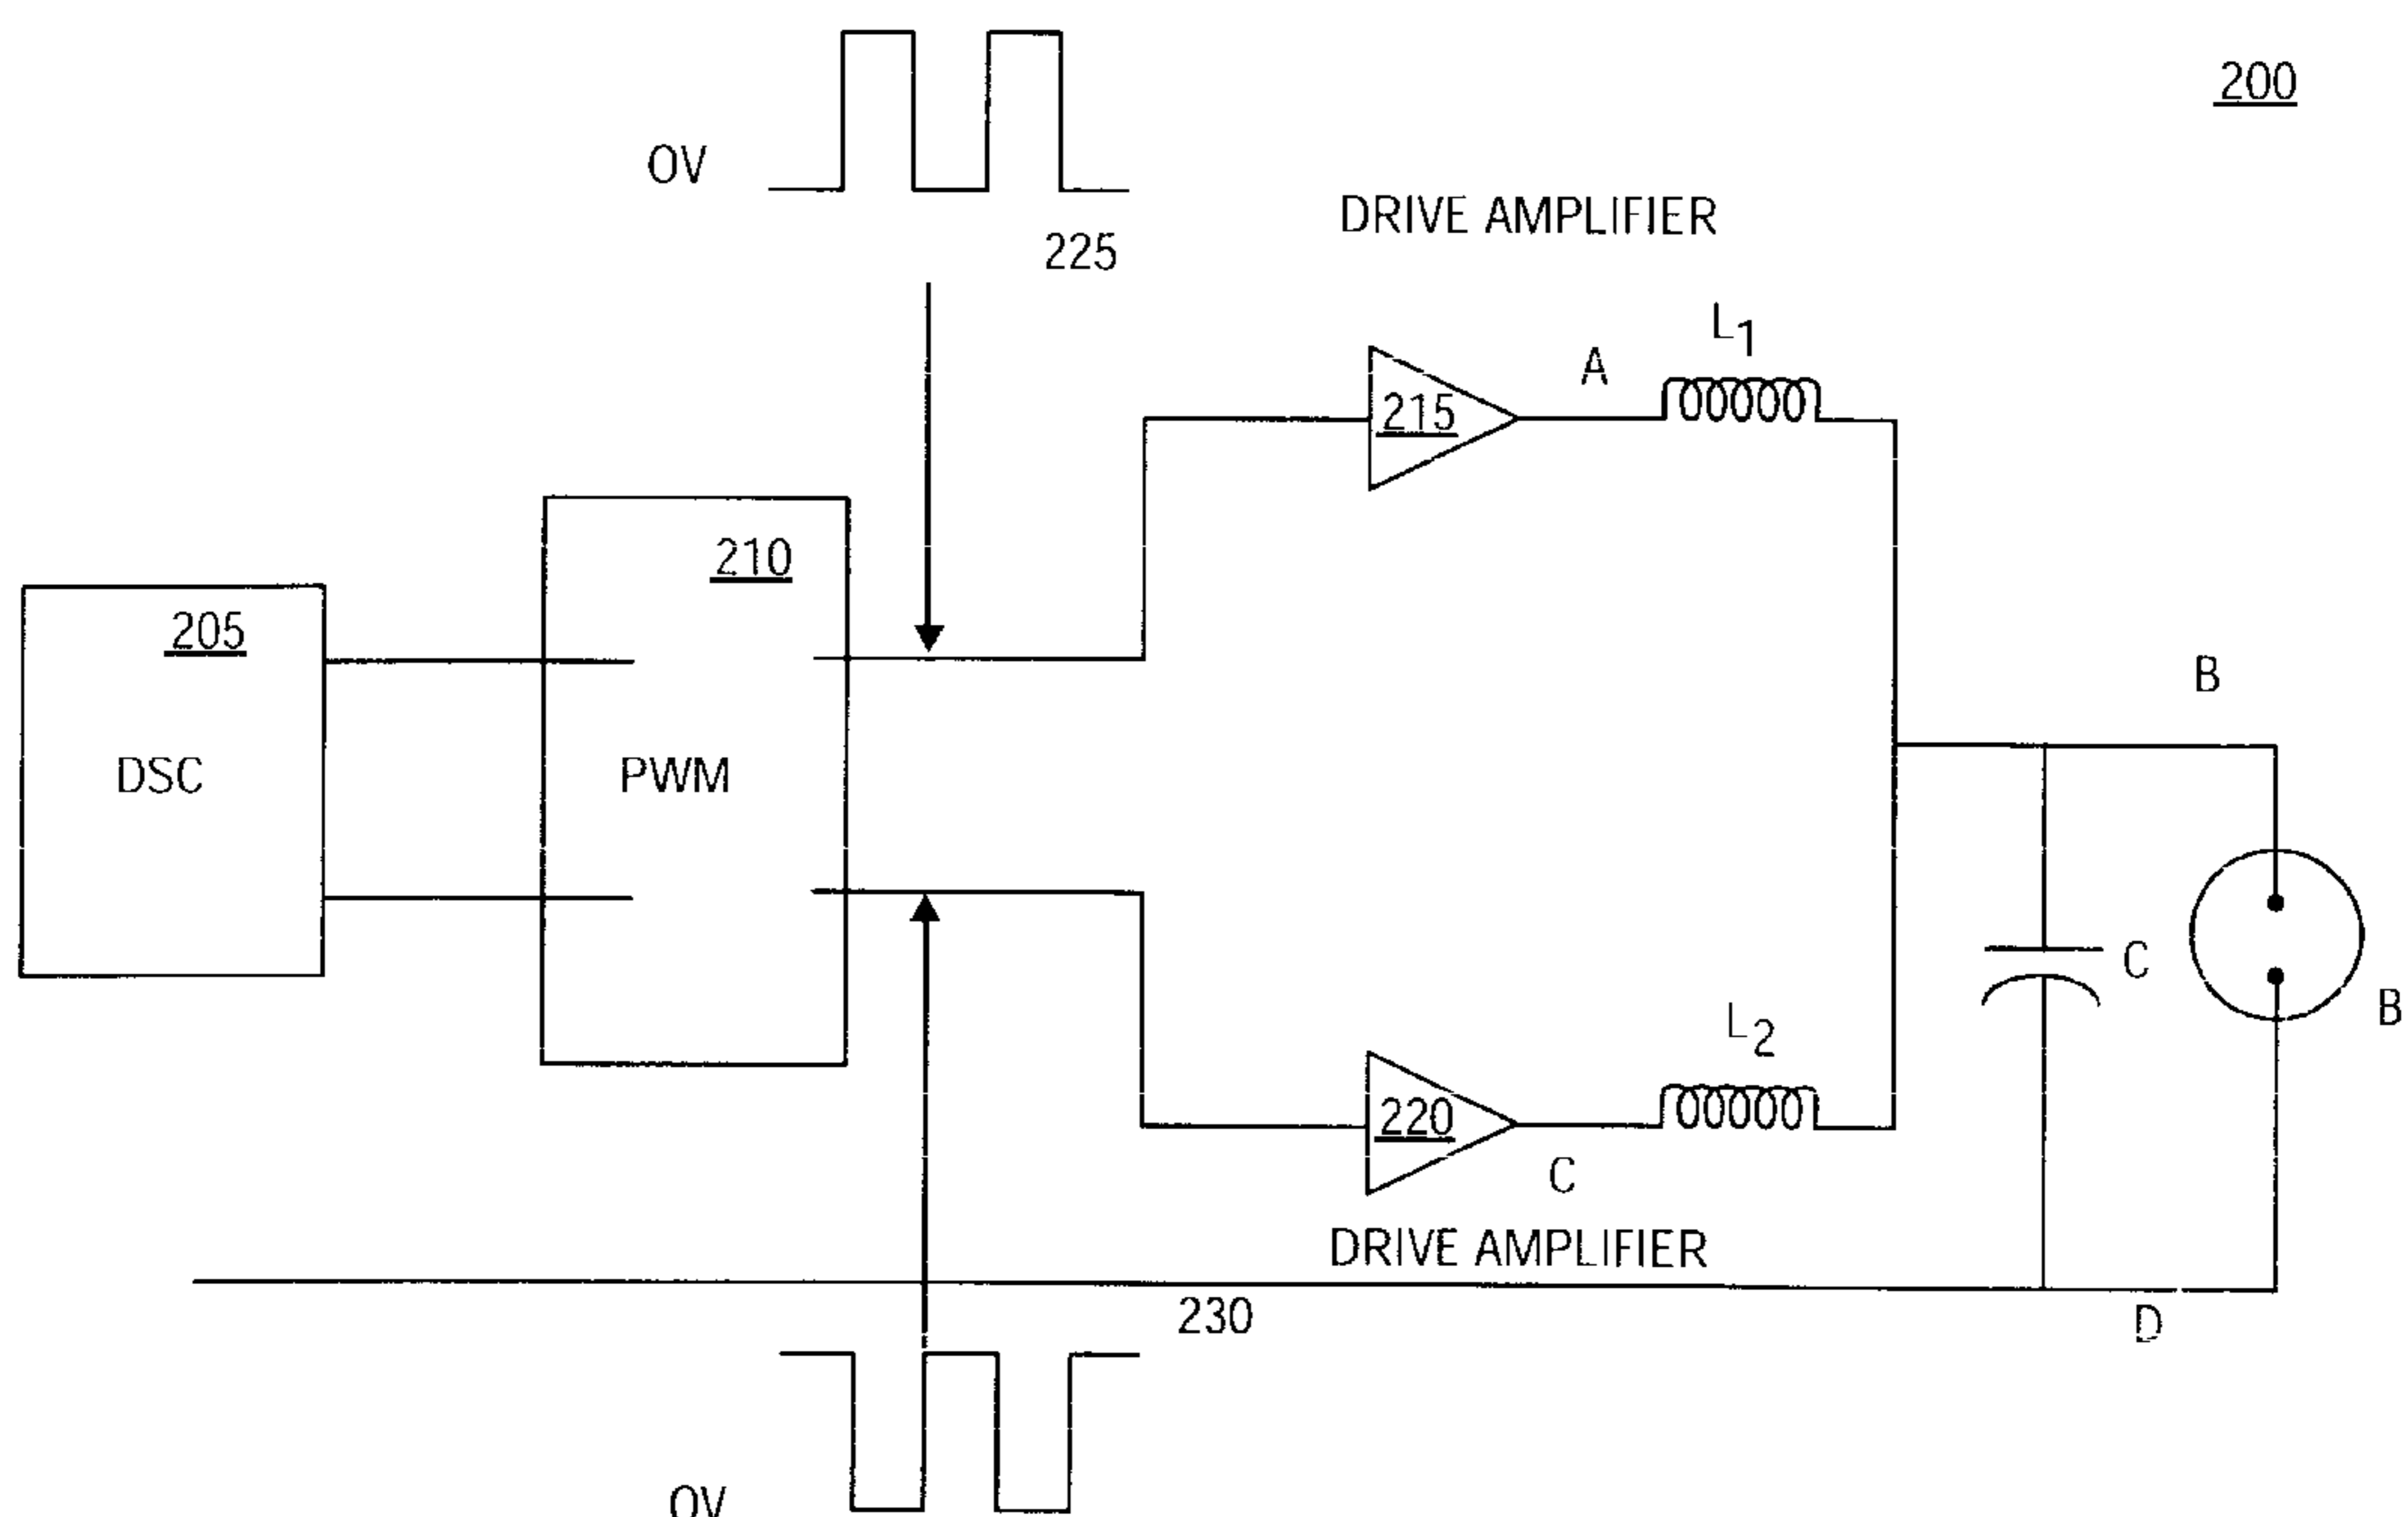 200
OV
225
DRIVE AMPLIFIER
L1
A
215
210
205
B
DSC
PWM
C
B
L2
220
C
DRIVE AMPLIFIER
230
D
OV